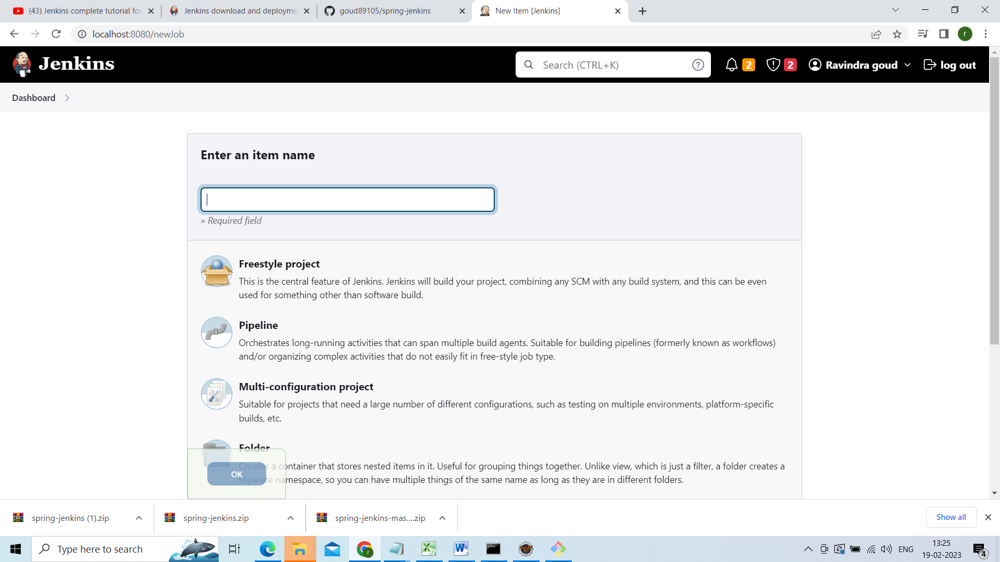 (43) Jenkins complete tutorial for
Jenkins download and deployme
goud89105/spring-jenkins
New Item [Jenkins]
localhost:8080/newJob
r
Jenkins
Search (CTRL+K)
2
2
Ravindra goud
log out
Dashboard
Enter an item name
» Required field
Freestyle project
This is the central feature of Jenkins. Jenkins will build your project, combining any SCM with any build system, and this can be even
used for something other than software build.
Pipeline
Orchestrates long-running activities that can span multiple build agents. Suitable for building pipelines (formerly known as workflows)
and/or organizing complex activities that do not easily fit in free-style job type.
Multi-configuration project
Suitable for projects that need a large number of different configurations, such as testing on multiple environments, platform-specific
builds, etc.
Folder
Creates a container that stores nested items in it. Useful for grouping things together. Unlike view, which is just a filter, a folder creates a
separate namespace, so you can have multiple things of the same name as long as they are in different folders.
OK
spring-jenkins (1).zip
spring-jenkins.zip
spring-jenkins-mas....zip
Show all
Type here to search
ENG
13:25
19-02-2023
4